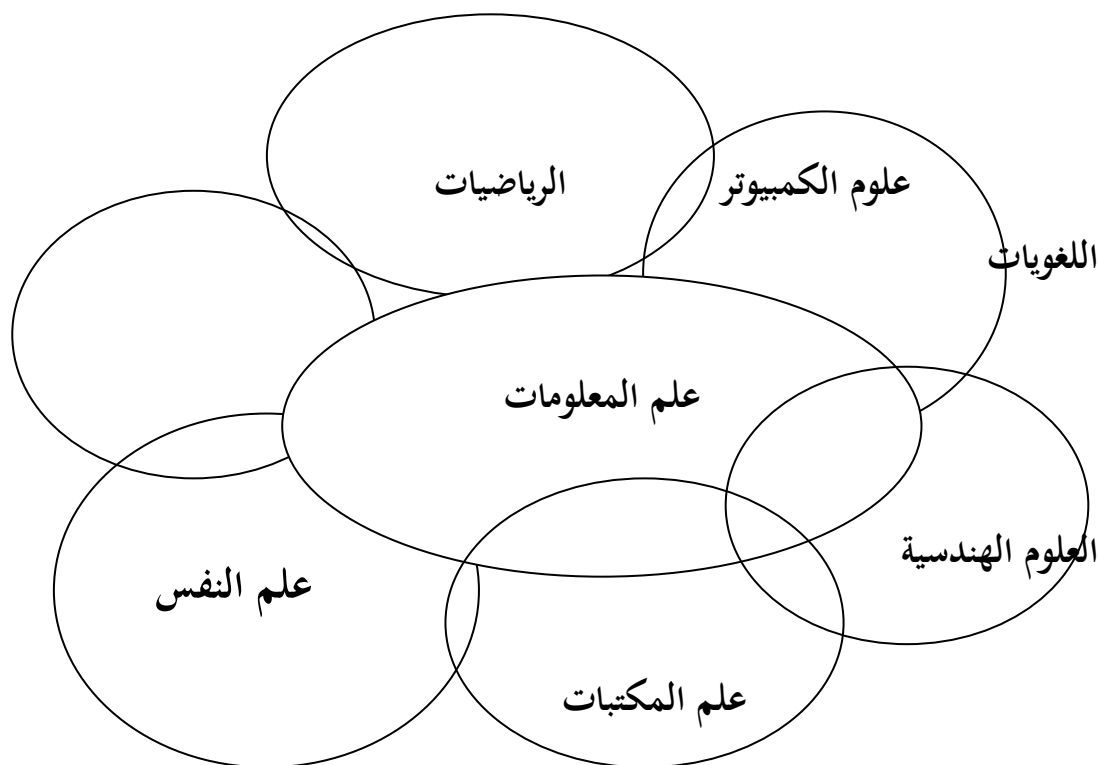 الرياضيات
علوم الكمبيوتر
اللغويات
علم المعلومات
العلوم الهندسية
علم النفس
علم المكتبات